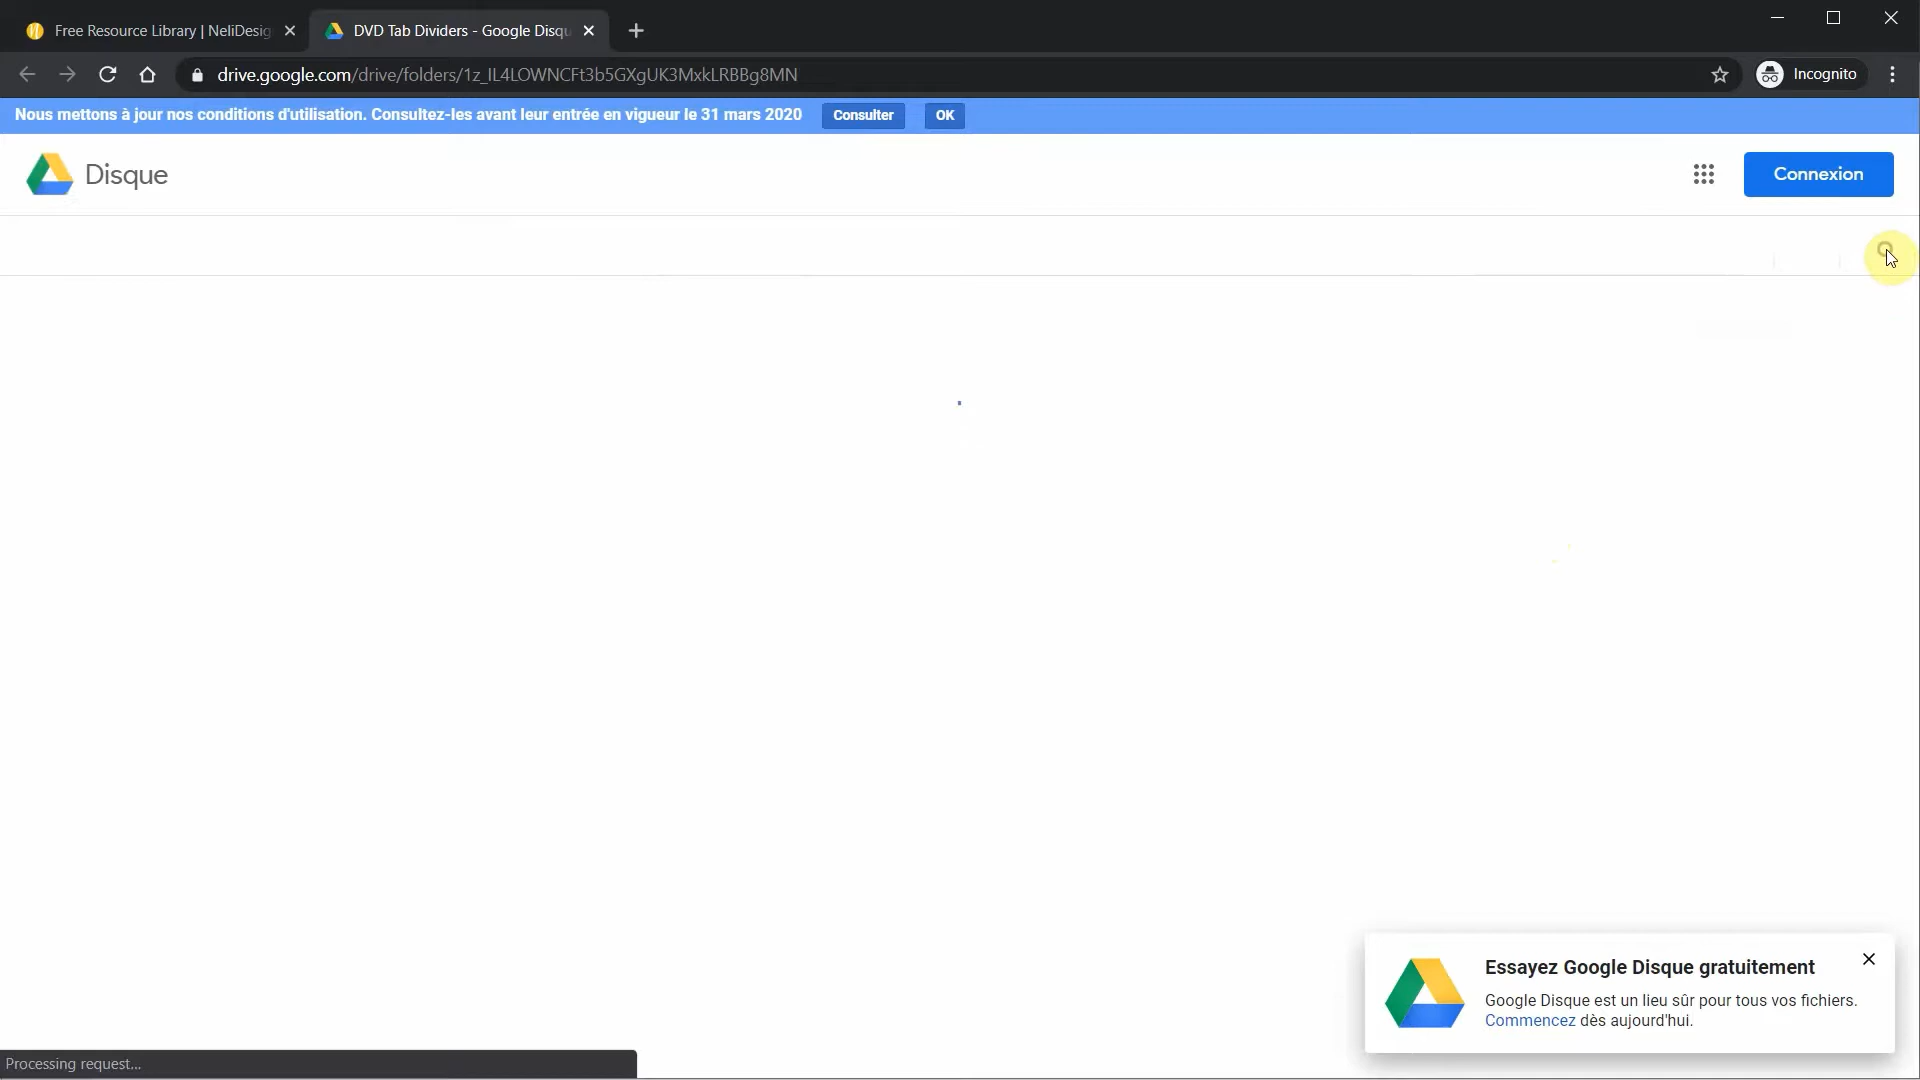 Free Resource Library | NeliDesig
DVD Tab Dividers - Google Disqu
drive.google.com/drive/folders/1z_IL4LOWNCFt3b5GXgUK3MxkLRBBg8MN
Incognito
Nous mettons à jour nos conditions d'utilisation. Consultez-les avant leur entrée en vigueur le 31 mars 2020
Consulter
OK
Disque
Connexion
Essayez Google Disque gratuitement
Google Disque est un lieu sûr pour tous vos fichiers.
Commencez dès aujourd'hui.
Processing request...